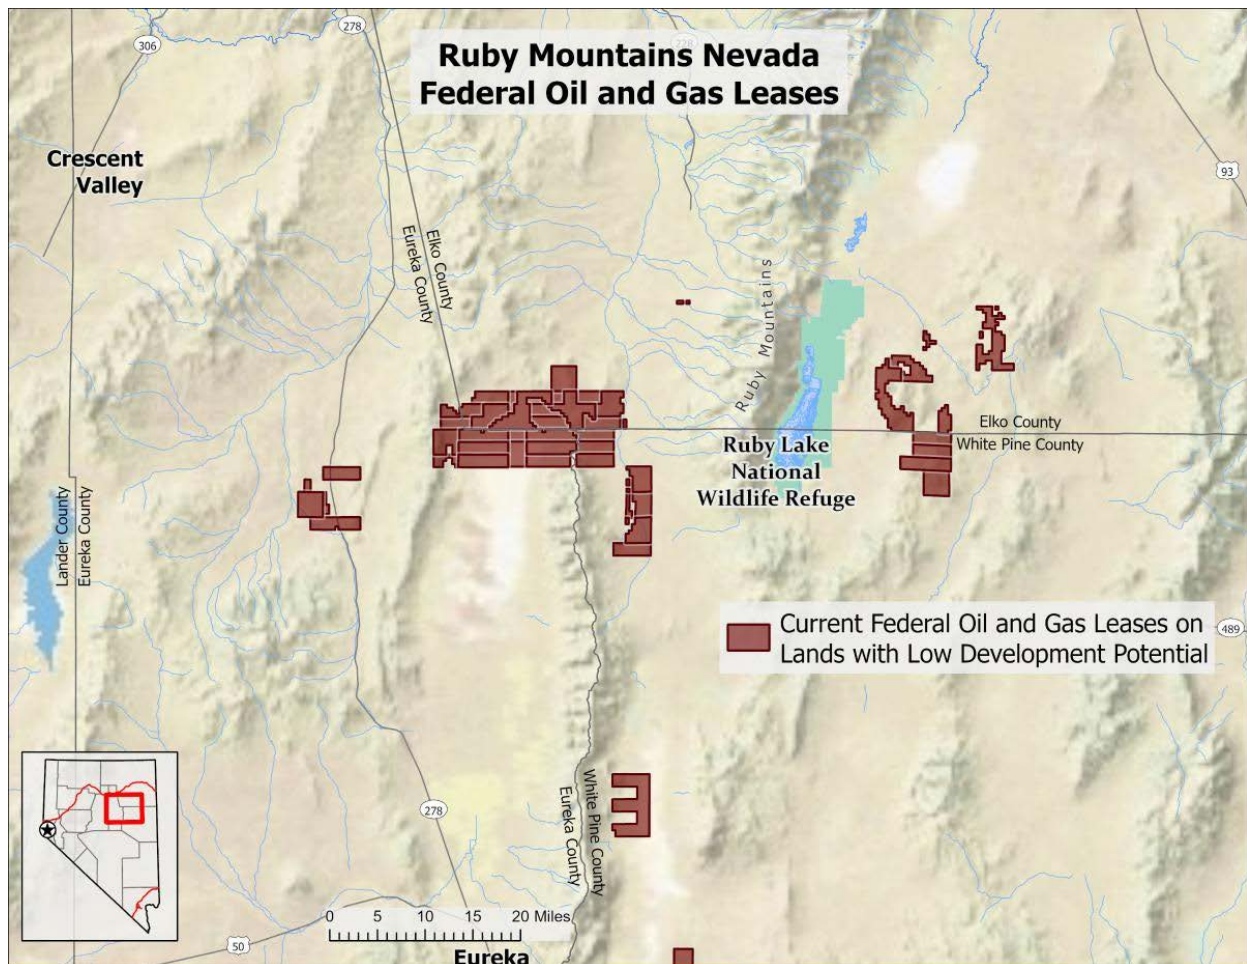 278
306
228
Ruby Mountains Nevada
Federal Oil and Gas Leases
Crescent
Valley
93
Elko County
Eureka County
Ruby Mountains
Elko County
White Pine County
Ruby Lake
National
Wildlife Refuge
Lander County
Eureka County
Current Federal Oil and Gas Leases on
Lands with Low Development Potential
489
278
White Pine County
Eureka County
0 5 10 15 20 Miles
50
Eureka